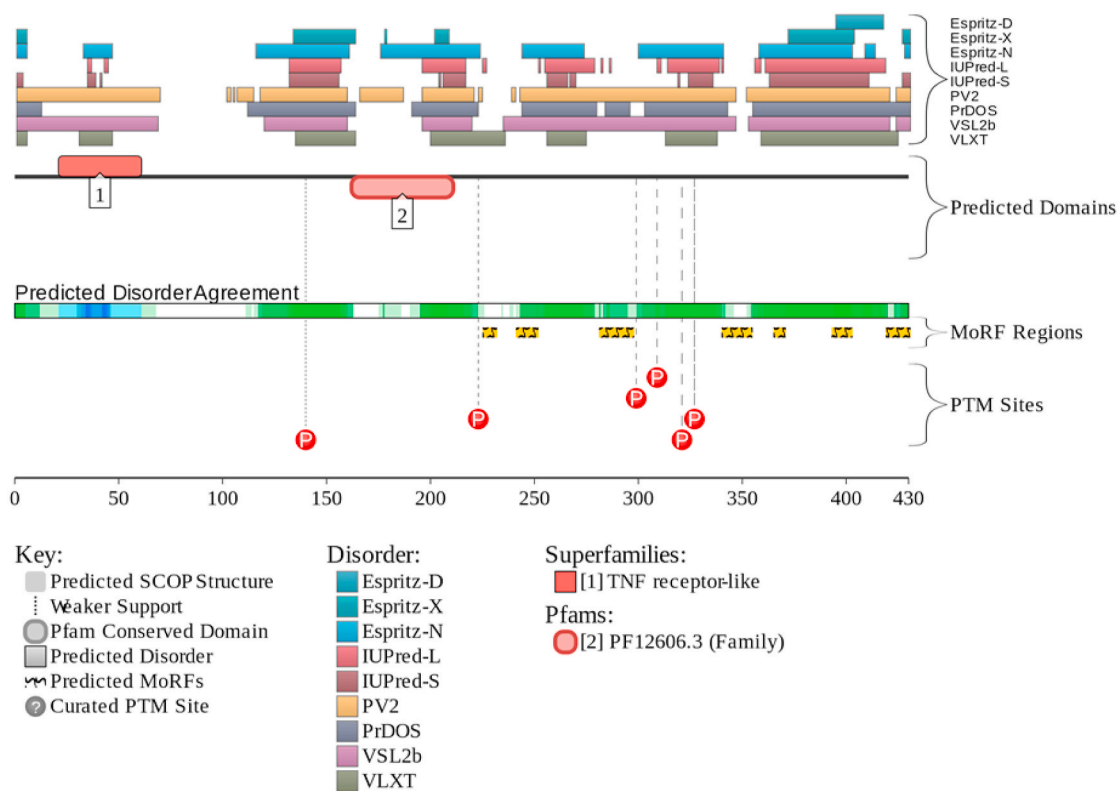 Espritz-D
Espritz-X
Espritz-N
IUPred-L
IUPred-S
PV2
PrDOS
VSL2b
VLXT
1
2
Predicted Domains
Predicted Disorder Agreement
MoRF Regions
P
P
P
P
P
P
PTM Sites
0 50 100 150 200 250 300 350 400 430
Key:
Predicted SCOP Structure
Weaker Support
Pfam Conserved Domain
Predicted Disorder
Predicted MoRFs
? Curated PTM Site
Disorder:
Espritz-D
Espritz-X
Espritz-N
IUPred-L
IUPred-S
PV2
PrDOS
VSL2b
VLXT
Superfamilies:
[1] TNF receptor-like
Pfams:
[2] PF12606.3 (Family)